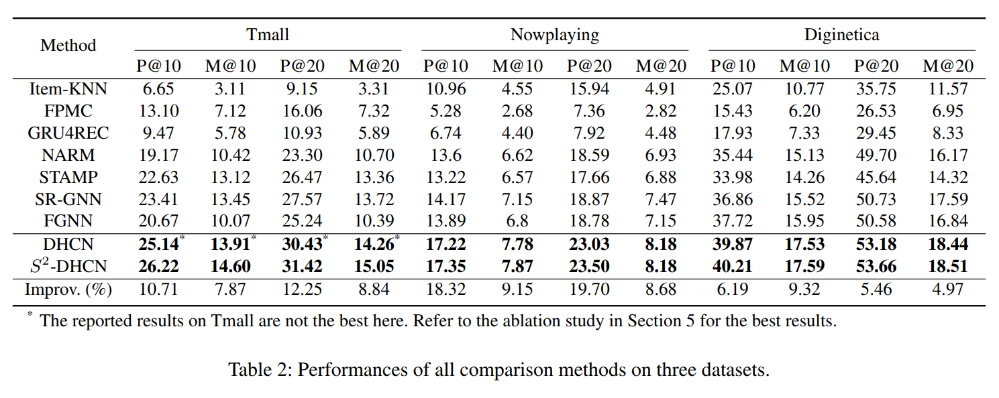 Method Tmall Nowplaying Diginetica
P@10 M@10 P@20 M@20 P@10 M@10 P@20 M@20 P@10 M@10 P@20 M@20
Item-KNN 6.65 3.11 9.15 3.31 10.96 4.55 15.94 4.91 25.07 10.77 35.75 11.57
FPMC 13.10 7.12 16.06 7.32 5.28 2.68 7.36 2.82 15.43 6.20 26.53 6.95
GRU4REC 9.47 5.78 10.93 5.89 6.74 4.40 7.92 4.48 17.93 7.33 29.45 8.33
NARM 19.17 10.42 23.30 10.70 13.6 6.62 18.59 6.93 35.44 15.13 49.70 16.17
STAMP 22.63 13.12 26.47 13.36 13.22 6.57 17.66 6.88 33.98 14.26 45.64 14.32
SR-GNN 23.41 13.45 27.57 13.72 14.17 7.15 18.87 7.47 36.86 15.52 50.73 17.59
FGNN 20.67 10.07 25.24 10.39 13.89 6.8 18.78 7.15 37.72 15.95 50.58 16.84
DHCN 25.14* 13.91* 30.43* 14.26* 17.22 7.78 23.03 8.18 39.87 17.53 53.18 18.44
S²-DHCN 26.22 14.60 31.42 15.05 17.35 7.87 23.50 8.18 40.21 17.59 53.66 18.51
Improv. (%) 10.71 7.87 12.25 8.84 18.32 9.15 19.70 8.68 6.19 9.32 5.46 4.97
* The reported results on Tmall are not the best here. Refer to the ablation study in Section 5 for the best results.
Table 2: Performances of all comparison methods on three datasets.